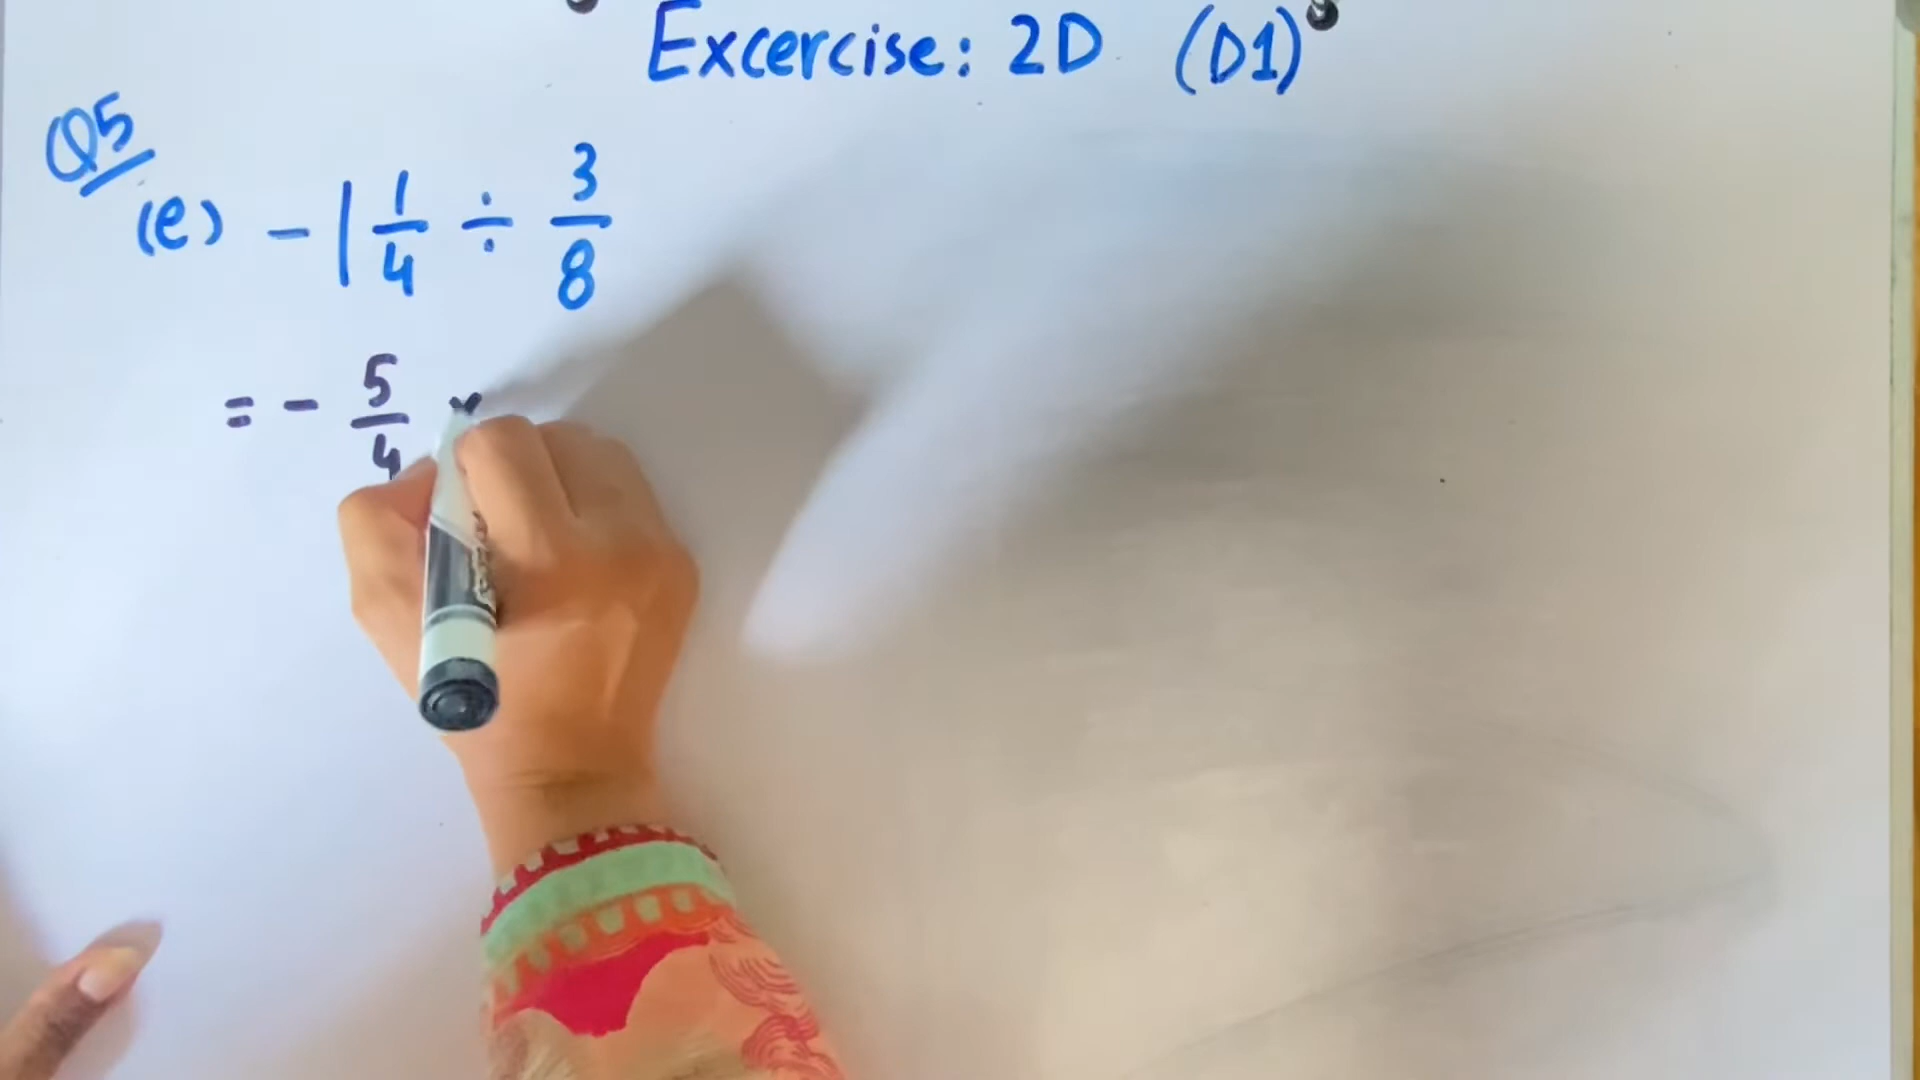 Excercise: 2D (D1)
Q5
(e) - 1 1/4 ÷ 3/8
= - 5/4 ×